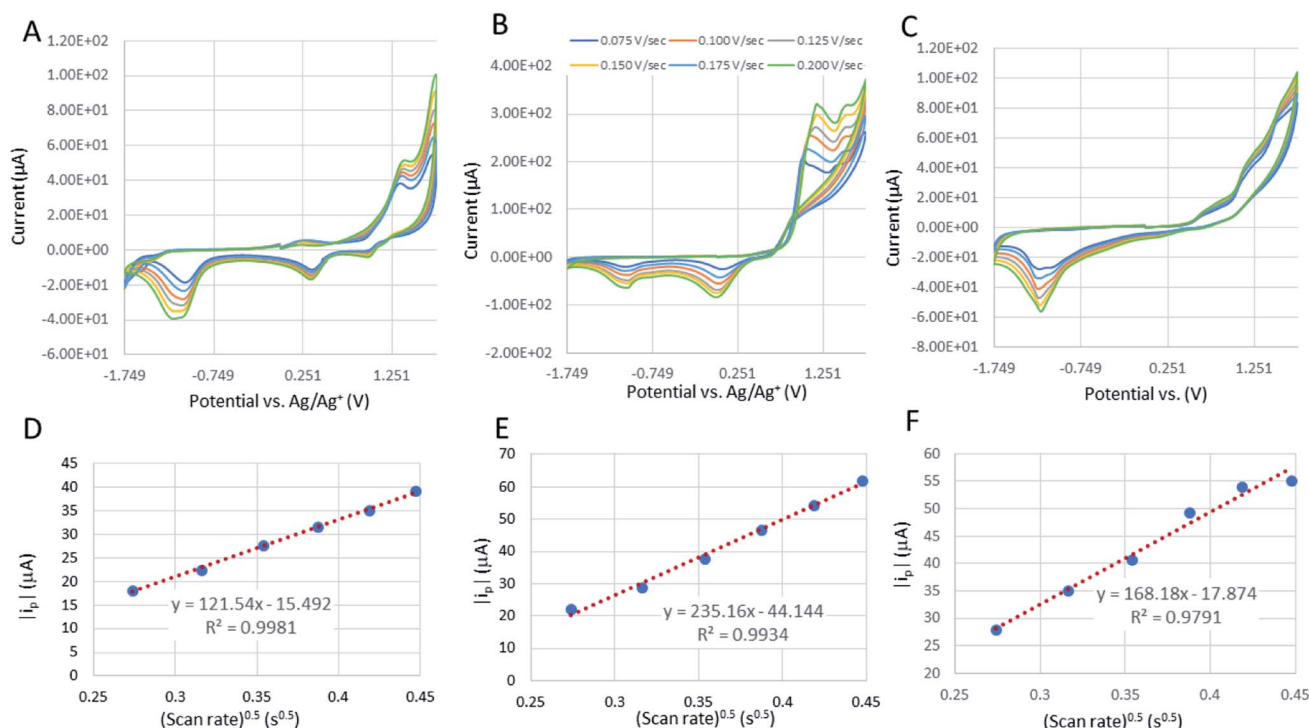 A
1.20E+02
1.00E+02
8.00E+01
6.00E+01
4.00E+01
2.00E+01
0.00E+00
-2.00E+01
-4.00E+01
-6.00E+01
Current (µA)
-1.749 -0.749 0.251 1.251
Potential vs. Ag/Ag⁺ (V)
B
0.075 V/sec 0.100 V/sec 0.125 V/sec
0.150 V/sec 0.175 V/sec 0.200 V/sec
4.00E+02
3.00E+02
2.00E+02
1.00E+02
0.00E+00
-1.00E+02
-2.00E+02
Current (µA)
-1.749 -0.749 0.251 1.251
Potential vs. Ag/Ag⁺ (V)
C
1.20E+02
1.00E+02
8.00E+01
6.00E+01
4.00E+01
2.00E+01
0.00E+00
-2.00E+01
-4.00E+01
-6.00E+01
-8.00E+01
Current (µA)
-1.749 -0.749 0.251 1.251
Potential vs. (V)
D
45
40
35
30
25
20
15
10
5
0
|iₚ| (µA)
y = 121.54x - 15.492
R² = 0.9981
0.25 0.3 0.35 0.4 0.45
(Scan rate)⁰·⁵ (s⁰·⁵)
E
70
60
50
40
30
20
10
0
|iₚ| (µA)
y = 235.16x - 44.144
R² = 0.9934
0.25 0.3 0.35 0.4 0.45
(Scan rate)⁰·⁵ (s⁰·⁵)
F
60
55
50
45
40
35
30
25
20
|iₚ| (µA)
y = 168.18x - 17.874
R² = 0.9791
0.25 0.3 0.35 0.4 0.45
(Scan rate)⁰·⁵ (s⁰·⁵)